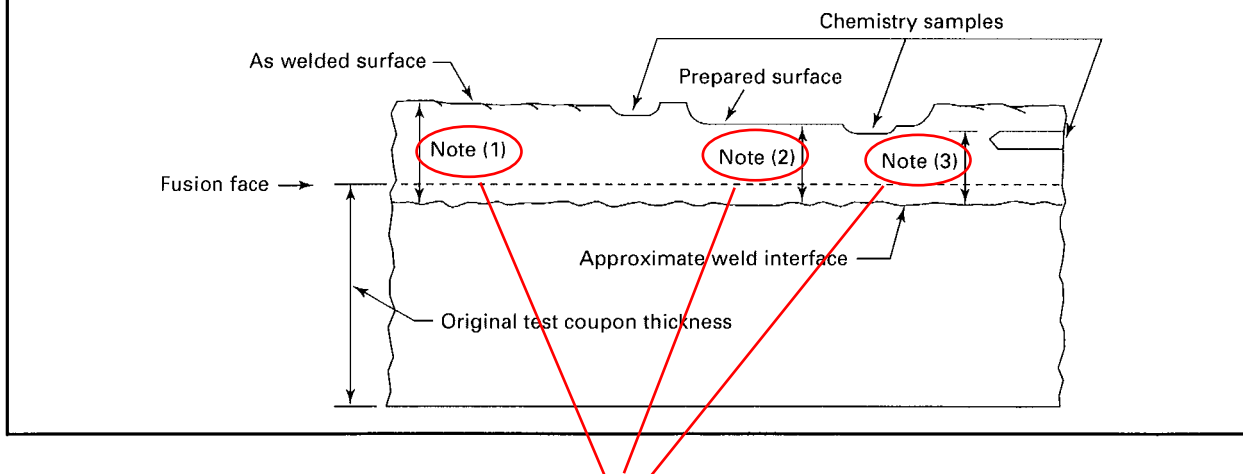 Chemistry samples
As welded surface
Prepared surface
Note (1)
Note (2)
Note (3)
Fusion face
Approximate weld interface
Original test coupon thickness